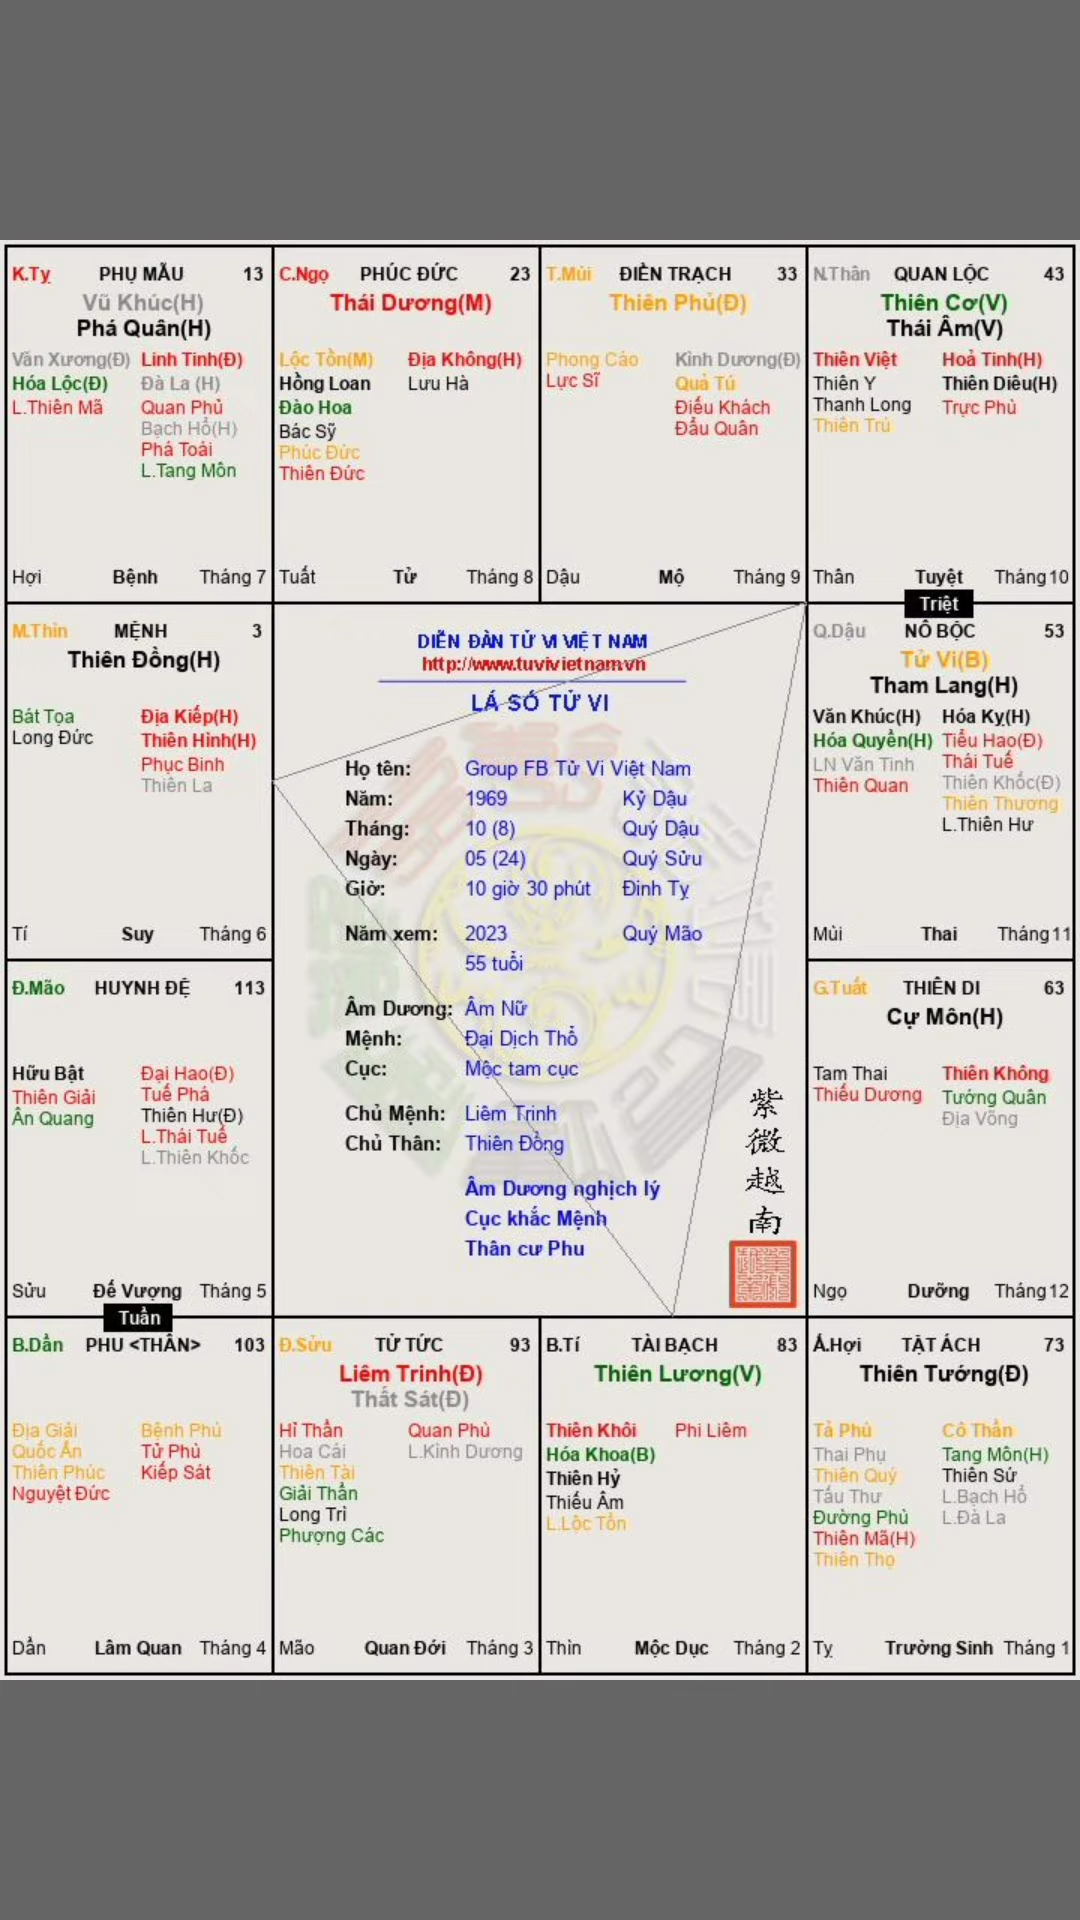 K.Tỵ PHỤ MẪU 13
Vũ Khúc(H)
Phá Quân(H)
Văn Xương(Đ) Linh Tinh(Đ)
Hóa Lộc(Đ) Đà La (H)
L.Thiên Mã Quan Phủ
Bạch Hổ(H)
Phá Toái
L.Tang Môn
Hợi Bệnh Tháng 7
C.Ngọ PHÚC ĐỨC 23
Thái Dương(M)
Lộc Tồn(M) Địa Không(H)
Hồng Loan Lưu Hà
Đào Hoa
Bác Sỹ
Phúc Đức
Thiên Đức
Tuất Tử Tháng 8
T.Mùi ĐIỀN TRẠCH 33
Thiên Phủ(Đ)
Phong Cáo Kình Dương(Đ)
Lực Sĩ Quả Tú
Điếu Khách
Đẩu Quân
Dậu Mộ Tháng 9
N.Thân QUAN LỘC 43
Thiên Cơ(V)
Thái Âm(V)
Thiên Việt Hoả Tinh(H)
Thiên Y Thiên Diêu(H)
Thanh Long Trực Phù
Thiên Trù
Thân Tuyệt Tháng 10
Triệt
M.Thìn MỆNH 3
Thiên Đồng(H)
Bát Tọa Địa Kiếp(H)
Long Đức Thiên Hình(H)
Phục Binh
Thiên La
Tí Suy Tháng 6
DIỄN ĐÀN TỬ VI VIỆT NAM
http://www.tuvivietnam.vn
LÁ SỐ TỬ VI
Họ tên: Group FB Tử Vi Việt Nam
Năm: 1969 Kỷ Dậu
Tháng: 10 (8) Quý Dậu
Ngày: 05 (24) Quý Sửu
Giờ: 10 giờ 30 phút Đinh Tỵ
Năm xem: 2023 Quý Mão
55 tuổi
Âm Dương: Âm Nữ
Mệnh: Đại Dịch Thổ
Cục: Mộc tam cục
Chủ Mệnh: Liêm Trinh
Chủ Thân: Thiên Đồng
Âm Dương nghịch lý
Cục khắc Mệnh
Thân cư Phu
紫
微
越
南
Q.Dậu NÔ BỘC 53
Tử Vi(B)
Tham Lang(H)
Văn Khúc(H) Hóa Kỵ(H)
Hóa Quyền(H) Tiểu Hao(Đ)
LN Văn Tinh Thái Tuế
Thiên Quan Thiên Khốc(Đ)
Thiên Thương
L.Thiên Hư
Mùi Thai Tháng 11
Đ.Mão HUYNH ĐỆ 113
Hữu Bật Đại Hao(Đ)
Thiên Giải Tuế Phá
Ân Quang Thiên Hư(Đ)
L.Thái Tuế
L.Thiên Khốc
Sửu Đế Vượng Tháng 5
Tuần
G.Tuất THIÊN DI 63
Cự Môn(H)
Tam Thai Thiên Không
Thiếu Dương Tướng Quân
Địa Võng
Ngọ Dưỡng Tháng 12
B.Dần PHU <THÂN> 103
Địa Giải Bệnh Phù
Quốc Ấn Tử Phù
Thiên Phúc Kiếp Sát
Nguyệt Đức
Dần Lâm Quan Tháng 4
Đ.Sửu TỬ TỨC 93
Liêm Trinh(Đ)
Thất Sát(Đ)
Hỉ Thần Quan Phù
Hoa Cái L.Kình Dương
Thiên Tài
Giải Thần
Long Trì
Phượng Các
Mão Quan Đới Tháng 3
B.Tí TÀI BẠCH 83
Thiên Lương(V)
Thiên Khôi Phi Liêm
Hóa Khoa(B)
Thiên Hỷ
Thiếu Âm
L.Lộc Tồn
Thìn Mộc Dục Tháng 2
Ấ.Hợi TẬT ÁCH 73
Thiên Tướng(Đ)
Tả Phù Cô Thần
Thai Phụ Tang Môn(H)
Thiên Quý Thiên Sứ
Tấu Thư L.Bạch Hổ
Đường Phù L.Đà La
Thiên Mã(H)
Thiên Thọ
Tỵ Trường Sinh Tháng 1